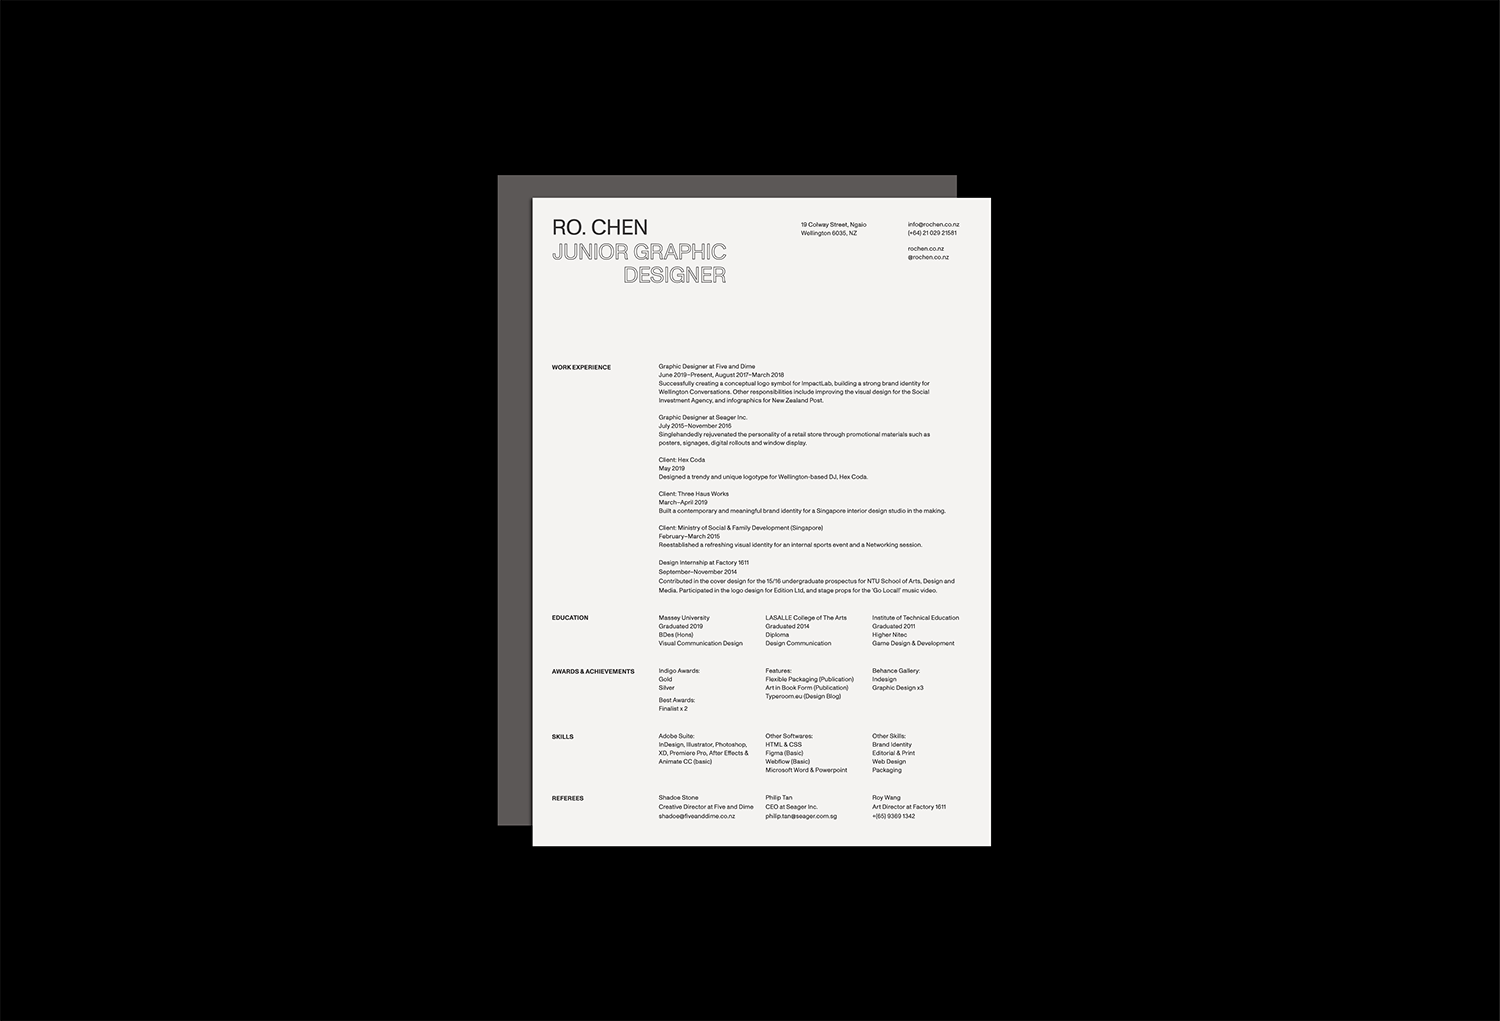 RO. CHEN
JUNIOR GRAPHIC
DESIGNER
19 Colway Street, Ngaio
Wellington 6035, NZ
info@rochen.co.nz
(+64) 21 029 21581
rochen.co.nz
@rochen.co.nz
WORK EXPERIENCE
Graphic Designer at Five and Dime
June 2019–Present, August 2017–March 2018
Successfully creating a conceptual logo symbol for ImpactLab, building a strong brand identity for
Wellington Conversations. Other responsibilities include improving the visual design for the Social
Investment Agency, and infographics for New Zealand Post.
Graphic Designer at Seager Inc.
July 2015–November 2016
Singlehandedly rejuvenated the personality of a retail store through promotional materials such as
posters, signages, digital rollouts and window display.
Client: Hex Coda
May 2019
Designed a trendy and unique logotype for Wellington-based DJ, Hex Coda.
Client: Three Haus Works
March–April 2019
Built a contemporary and meaningful brand identity for a Singapore interior design studio in the making.
Client: Ministry of Social & Family Development (Singapore)
February–March 2015
Reestablished a refreshing visual identity for an internal sports event and a Networking session.
Design Internship at Factory 1611
September–November 2014
Contributed in the cover design for the 15/16 undergraduate prospectus for NTU School of Arts, Design and
Media. Participated in the logo design for Edition Ltd, and stage props for the 'Go Local!' music video.
EDUCATION
Massey University
Graduated 2019
BDes (Hons)
Visual Communication Design
LASALLE College of The Arts
Graduated 2014
Diploma
Design Communication
Institute of Technical Education
Graduated 2011
Higher Nitec
Game Design & Development
AWARDS & ACHIEVEMENTS
Indigo Awards:
Gold
Silver
Best Awards:
Finalist x 2
Features:
Flexible Packaging (Publication)
Art in Book Form (Publication)
Typeroom.eu (Design Blog)
Behance Gallery:
Indesign
Graphic Design x3
SKILLS
Adobe Suite:
InDesign, Illustrator, Photoshop,
XD, Premiere Pro, After Effects &
Animate CC (basic)
Other Softwares:
HTML & CSS
Figma (Basic)
Webflow (Basic)
Microsoft Word & Powerpoint
Other Skills:
Brand Identity
Editorial & Print
Web Design
Packaging
REFEREES
Shadoe Stone
Creative Director at Five and Dime
shadoe@fiveanddime.co.nz
Philip Tan
CEO at Seager Inc.
philip.tan@seager.com.sg
Roy Wang
Art Director at Factory 1611
+(65) 9369 1342